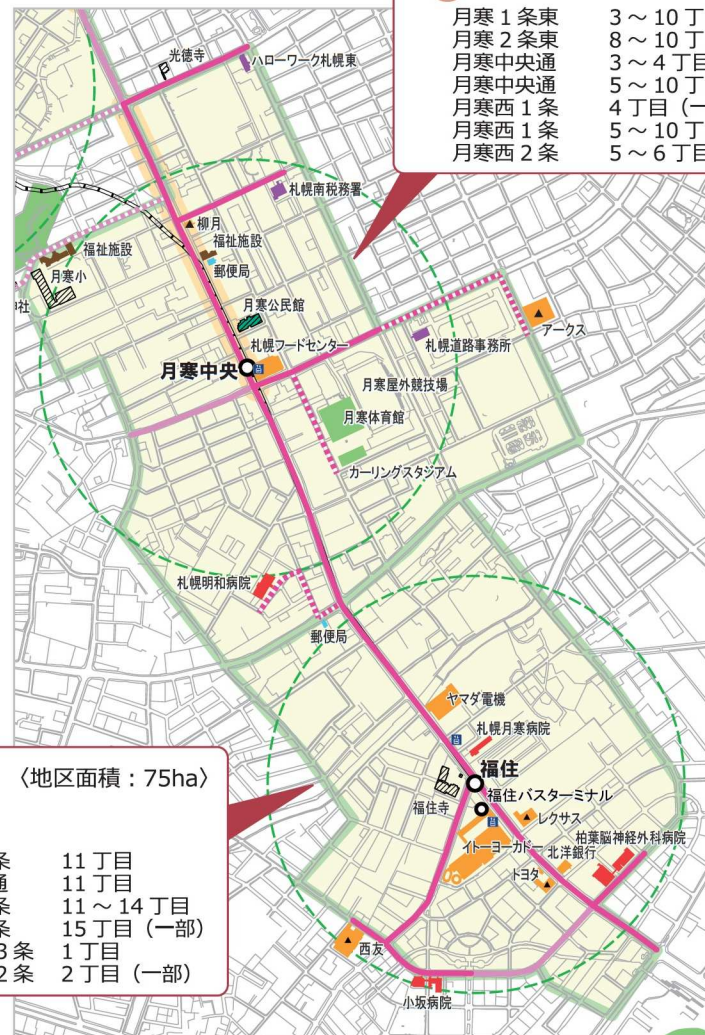 月寒1条東 3～10丁
月寒2条東 8～10丁
月寒中央通 3～4丁目
月寒中央通 5～10丁
月寒西1条 4丁目（一
月寒西1条 5～10丁
月寒西2条 5～6丁目
光徳寺
ハローワーク札幌東
札幌南税務署
柳月
福祉施設
郵便局
福祉施設
月寒小
社
月寒公民館
札幌フードセンター
月寒中央
札幌道路事務所
アークス
月寒屋外競技場
月寒体育館
カーリングスタジアム
札幌明和病院
郵便局
ヤマダ電機
札幌月寒病院
福住
福住バスターミナル
福住寺
レクサス
イトーヨーカドー
北洋銀行
柏葉脳神経外科病院
トヨタ
西友
小坂病院
〈地区面積：75ha〉
条 11丁目
通 11丁目
条 11～14丁目
条 15丁目（一部）
3条 1丁目
2条 2丁目（一部）